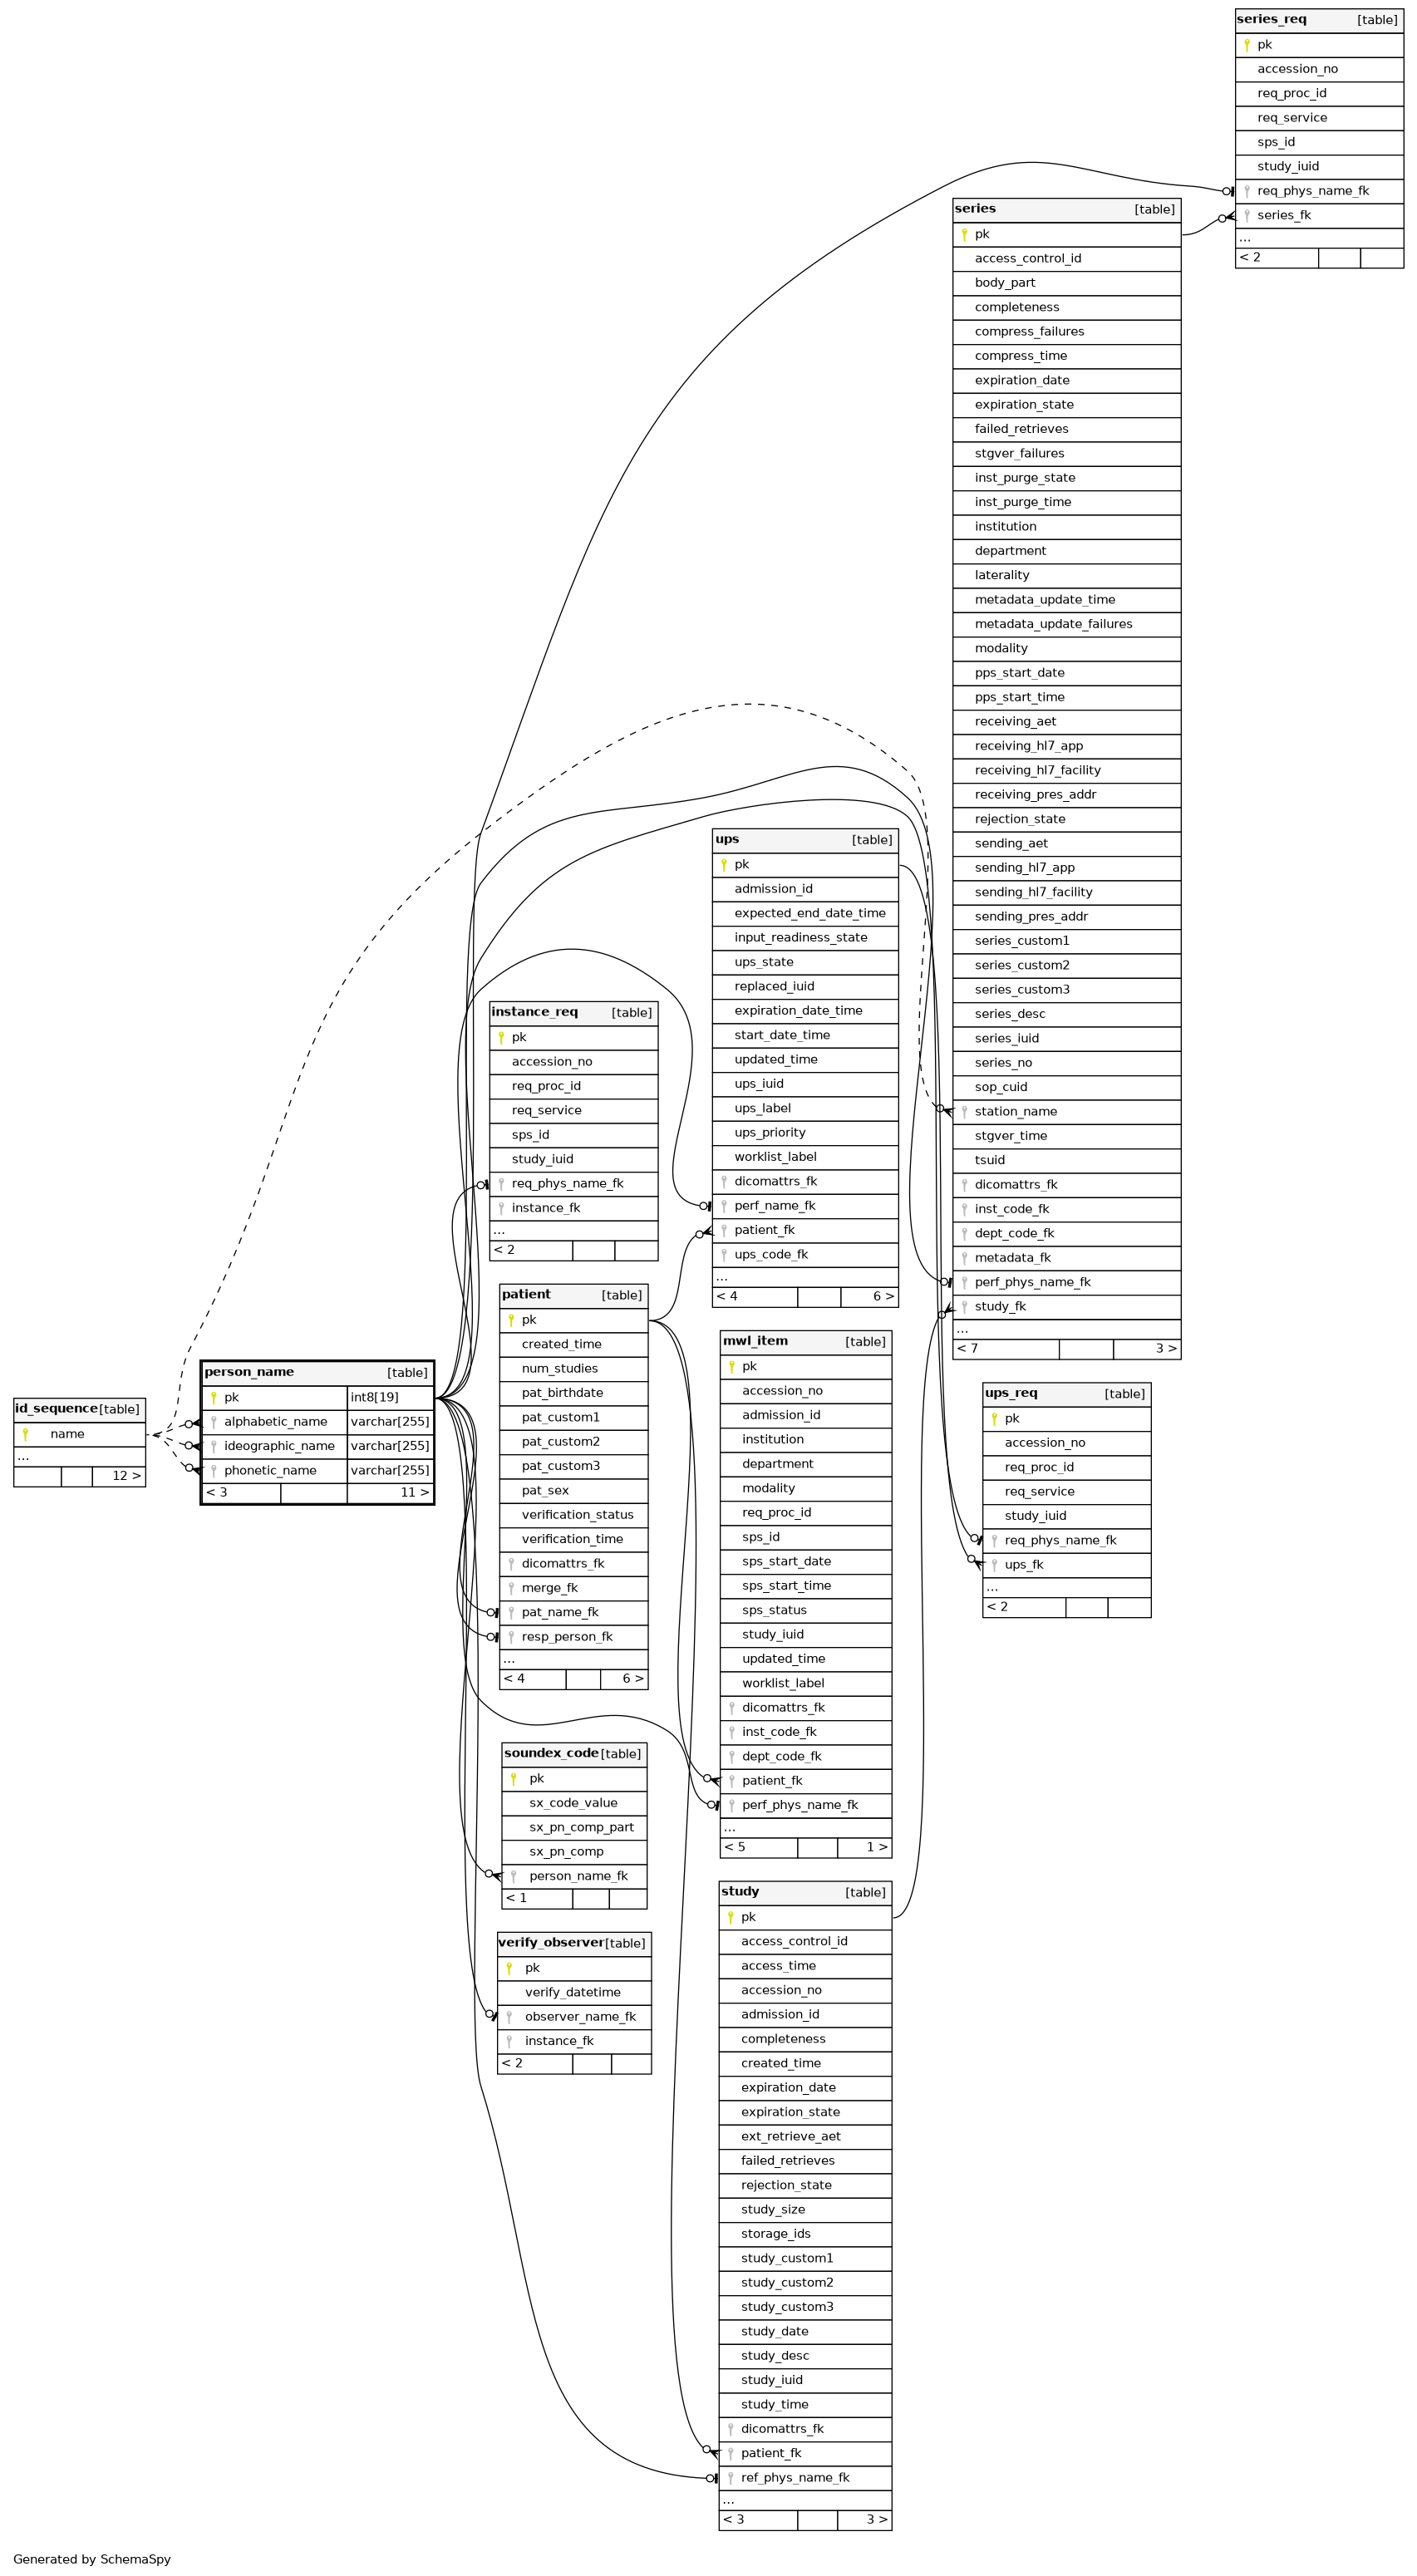 series_req [table]
pk
accession_no
req_proc_id
req_service
sps_id
study_iuid
req_phys_name_fk
series_fk
...
< 2
series [table]
pk
access_control_id
body_part
completeness
compress_failures
compress_time
expiration_date
expiration_state
failed_retrieves
stgver_failures
inst_purge_state
inst_purge_time
institution
department
laterality
metadata_update_time
metadata_update_failures
modality
pps_start_date
pps_start_time
receiving_aet
receiving_hl7_app
receiving_hl7_facility
receiving_pres_addr
rejection_state
sending_aet
sending_hl7_app
sending_hl7_facility
sending_pres_addr
series_custom1
series_custom2
series_custom3
series_desc
series_iuid
series_no
sop_cuid
station_name
stgver_time
tsuid
dicomattrs_fk
inst_code_fk
dept_code_fk
metadata_fk
perf_phys_name_fk
study_fk
...
< 7 3 >
ups [table]
pk
admission_id
expected_end_date_time
input_readiness_state
ups_state
replaced_iuid
expiration_date_time
start_date_time
updated_time
ups_iuid
ups_label
ups_priority
worklist_label
dicomattrs_fk
perf_name_fk
patient_fk
ups_code_fk
...
< 4 6 >
instance_req [table]
pk
accession_no
req_proc_id
req_service
sps_id
study_iuid
req_phys_name_fk
instance_fk
...
< 2
patient [table]
pk
created_time
num_studies
pat_birthdate
pat_custom1
pat_custom2
pat_custom3
pat_sex
verification_status
verification_time
dicomattrs_fk
merge_fk
pat_name_fk
resp_person_fk
...
< 4 6 >
person_name [table]
pk int8[19]
alphabetic_name varchar[255]
ideographic_name varchar[255]
phonetic_name varchar[255]
< 3 11 >
id_sequence [table]
name
...
12 >
mwl_item [table]
pk
accession_no
admission_id
institution
department
modality
req_proc_id
sps_id
sps_start_date
sps_start_time
sps_status
study_iuid
updated_time
worklist_label
dicomattrs_fk
inst_code_fk
dept_code_fk
patient_fk
perf_phys_name_fk
...
< 5 1 >
ups_req [table]
pk
accession_no
req_proc_id
req_service
study_iuid
req_phys_name_fk
ups_fk
...
< 2
soundex_code [table]
pk
sx_code_value
sx_pn_comp_part
sx_pn_comp
person_name_fk
< 1
verify_observer [table]
pk
verify_datetime
observer_name_fk
instance_fk
< 2
study [table]
pk
access_control_id
access_time
accession_no
admission_id
completeness
created_time
expiration_date
expiration_state
ext_retrieve_aet
failed_retrieves
rejection_state
study_size
storage_ids
study_custom1
study_custom2
study_custom3
study_date
study_desc
study_iuid
study_time
dicomattrs_fk
patient_fk
ref_phys_name_fk
...
< 3 3 >
Generated by SchemaSpy